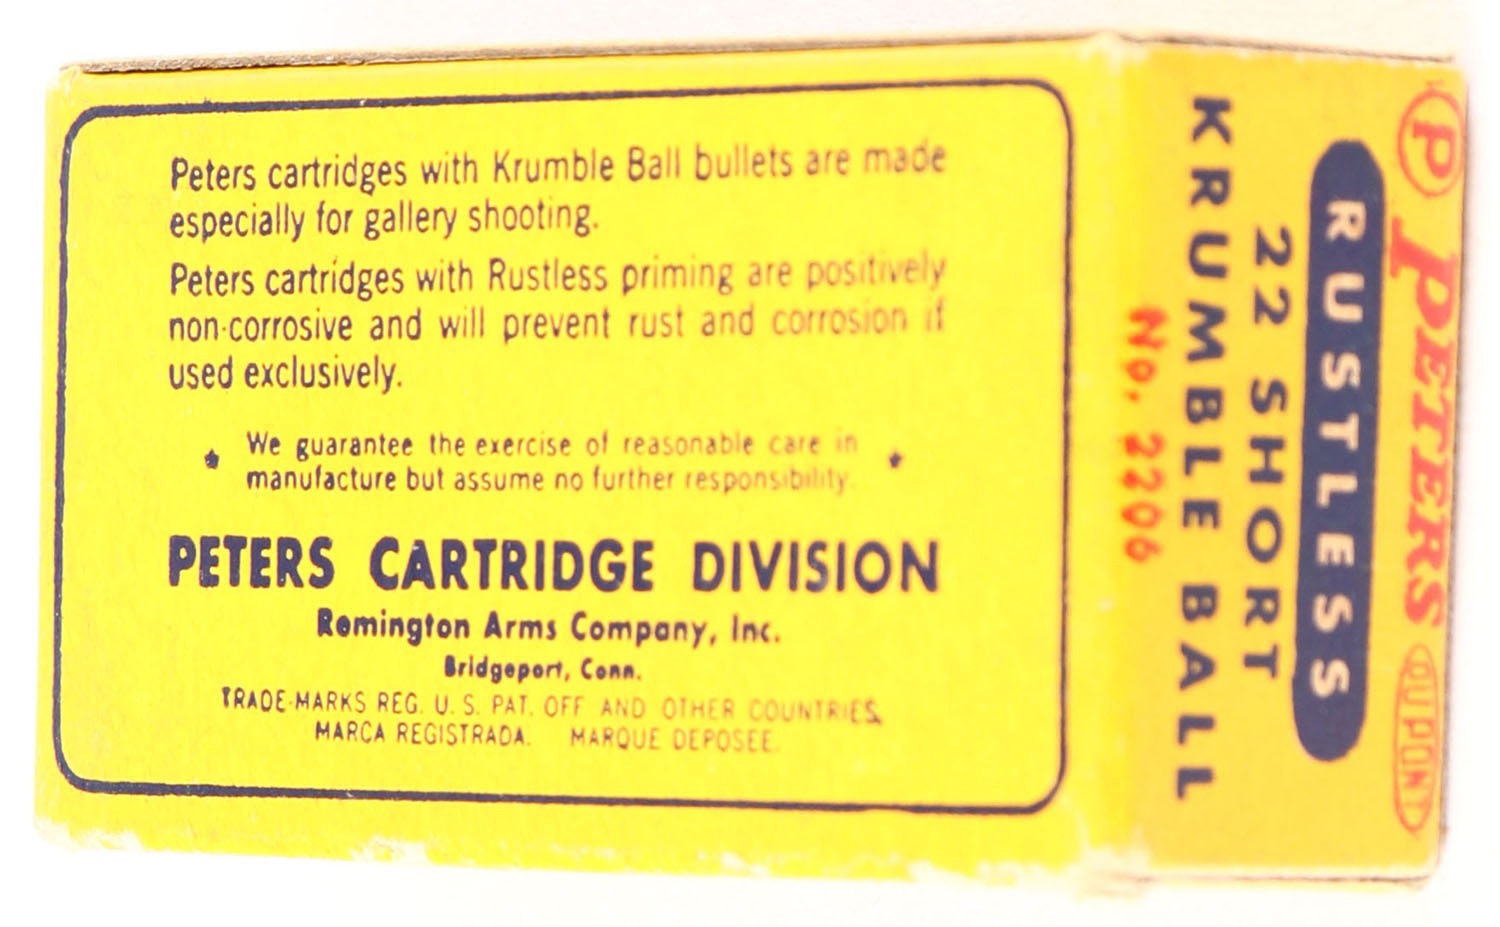 Peters cartridges with Krumble Ball bullets are made
especially for gallery shooting.
Peters cartridges with Rustless priming are positively
non-corrosive and will prevent rust and corrosion if
used exclusively.
We guarantee the exercise of reasonable care in
manufacture but assume no further responsibility.
PETERS CARTRIDGE DIVISION
Remington Arms Company, Inc.
Bridgeport, Conn.
TRADE-MARKS REG. U. S. PAT. OFF AND OTHER COUNTRIES,
MARCA REGISTRADA. MARQUE DEPOSEE.
P PETERS DUPONT
RUSTLESS
22 SHORT
KRUMBLE BALL
No. 2206